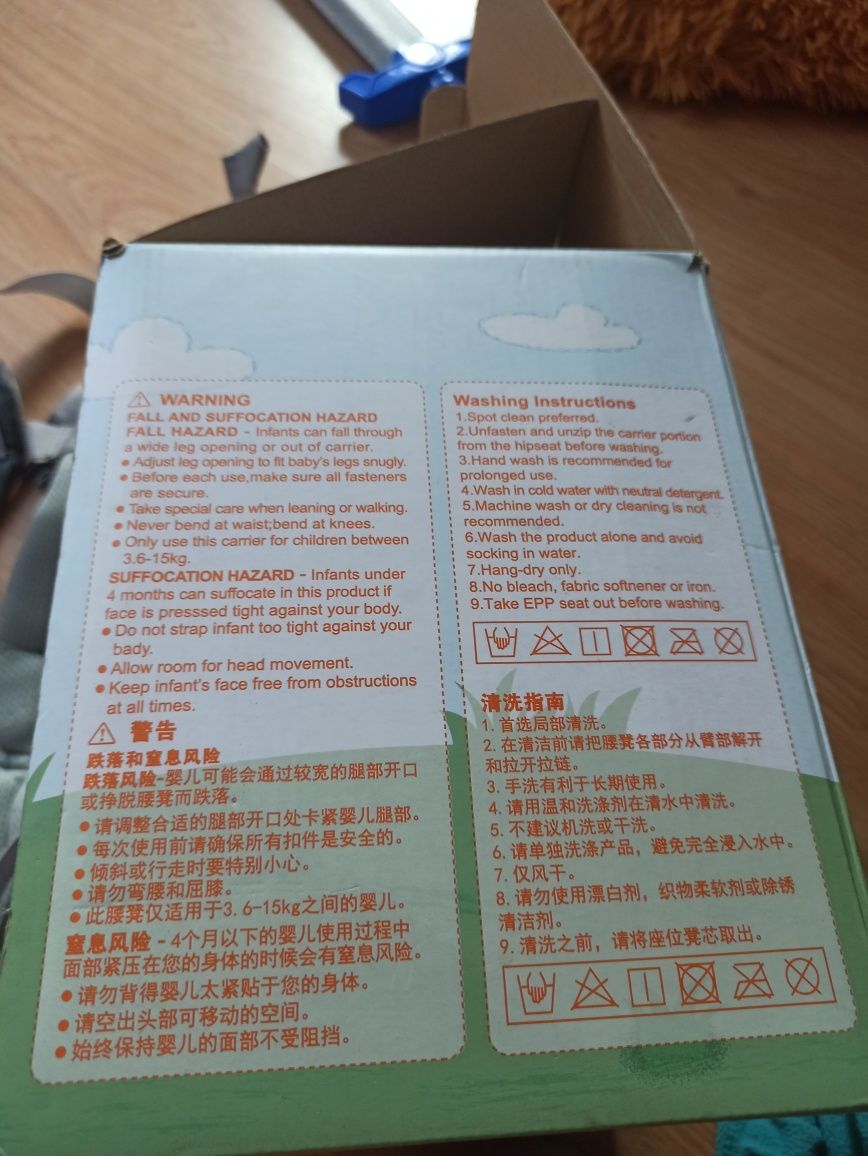 WARNING
FALL AND SUFFOCATION HAZARD
FALL HAZARD - Infants can fall through
a wide leg opening or out of carrier.
• Adjust leg opening to fit baby's legs snugly.
• Before each use,make sure all fasteners
are secure.
• Take special care when leaning or walking.
• Never bend at waist;bend at knees.
• Only use this carrier for children between
3.6-15kg.
SUFFOCATION HAZARD - Infants under
4 months can suffocate in this product if
face is presssed tight against your body.
• Do not strap infant too tight against your
bady.
• Allow room for head movement.
• Keep infant's face free from obstructions
at all times.
警告
跌落和窒息风险
跌落风险-婴儿可能会通过较宽的腿部开口
或挣脱腰凳而跌落。
• 请调整合适的腿部开口处卡紧婴儿腿部。
• 每次使用前请确保所有扣件是安全的。
• 倾斜或行走时要特别小心。
• 请勿弯腰和屈膝。
• 此腰凳仅适用于3.6-15kg之间的婴儿。
窒息风险 - 4个月以下的婴儿使用过程中
面部紧压在您的身体的时候会有窒息风险。
• 请勿背得婴儿太紧贴于您的身体。
• 请空出头部可移动的空间。
• 始终保持婴儿的面部不受阻挡。
Washing Instructions
1.Spot clean preferred.
2.Unfasten and unzip the carrier portion
from the hipseat before washing.
3.Hand wash is recommended for
prolonged use.
4.Wash in cold water with neutral detergent.
5.Machine wash or dry cleaning is not
recommended.
6.Wash the product alone and avoid
socking in water.
7.Hang-dry only.
8.No bleach, fabric softnener or iron.
9.Take EPP seat out before washing.
清洗指南
1. 首选局部清洗。
2. 在清洁前请把腰凳各部分从臂部解开
和拉开拉链。
3. 手洗有利于长期使用。
4. 请用温和洗涤剂在清水中清洗。
5. 不建议机洗或干洗。
6. 请单独洗涤产品，避免完全浸入水中。
7. 仅风干。
8. 请勿使用漂白剂，织物柔软剂或除锈
清洁剂。
9. 清洗之前，请将座位凳芯取出。